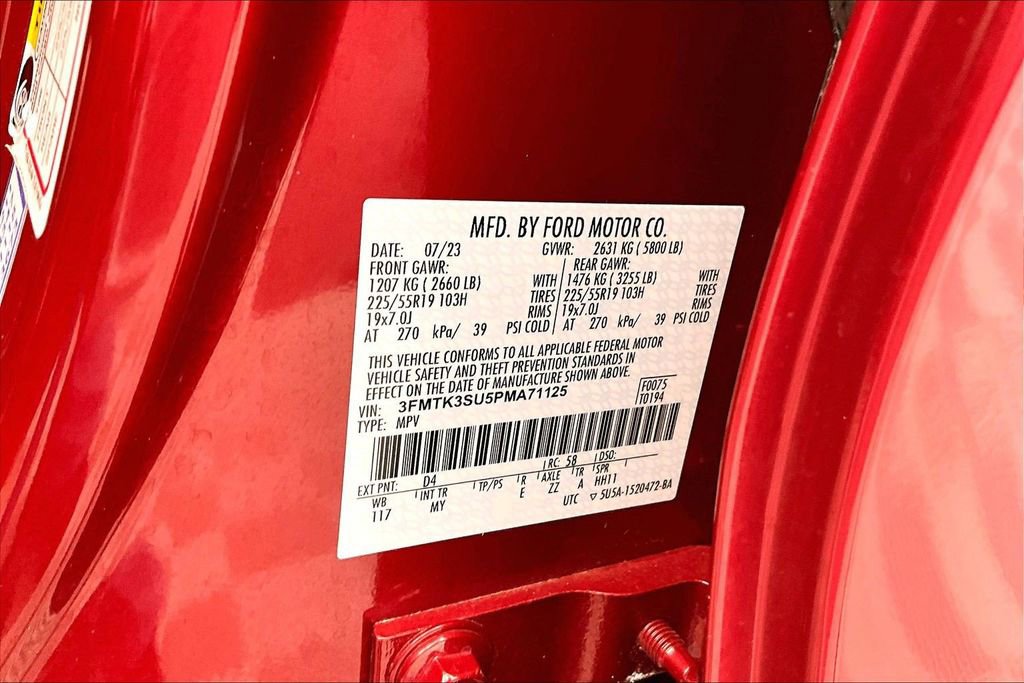 MFD. BY FORD MOTOR CO.
DATE: 07/23 GVWR: 2631 KG ( 5800 LB)
FRONT GAWR: REAR GAWR:
1207 KG ( 2660 LB) WITH 1476 KG ( 3255 LB) WITH
225/55R19 103H TIRES 225/55R19 103H TIRES
19x7.0J RIMS 19x7.0J RIMS
AT 270 kPa/ 39 PSI COLD AT 270 kPa/ 39 PSI COLD
THIS VEHICLE CONFORMS TO ALL APPLICABLE FEDERAL MOTOR
VEHICLE SAFETY AND THEFT PREVENTION STANDARDS IN
EFFECT ON THE DATE OF MANUFACTURE SHOWN ABOVE.
VIN: 3FMTK3SU5PMA71125 F0075
TYPE: MPV T0194
EXT PNT: D4 RC: 58 DSO:
WB INT TR TP/PS R AXLE TR SPR
117 MY E ZZ A HH11
UTC ▽ 5U5A-1520472-BA